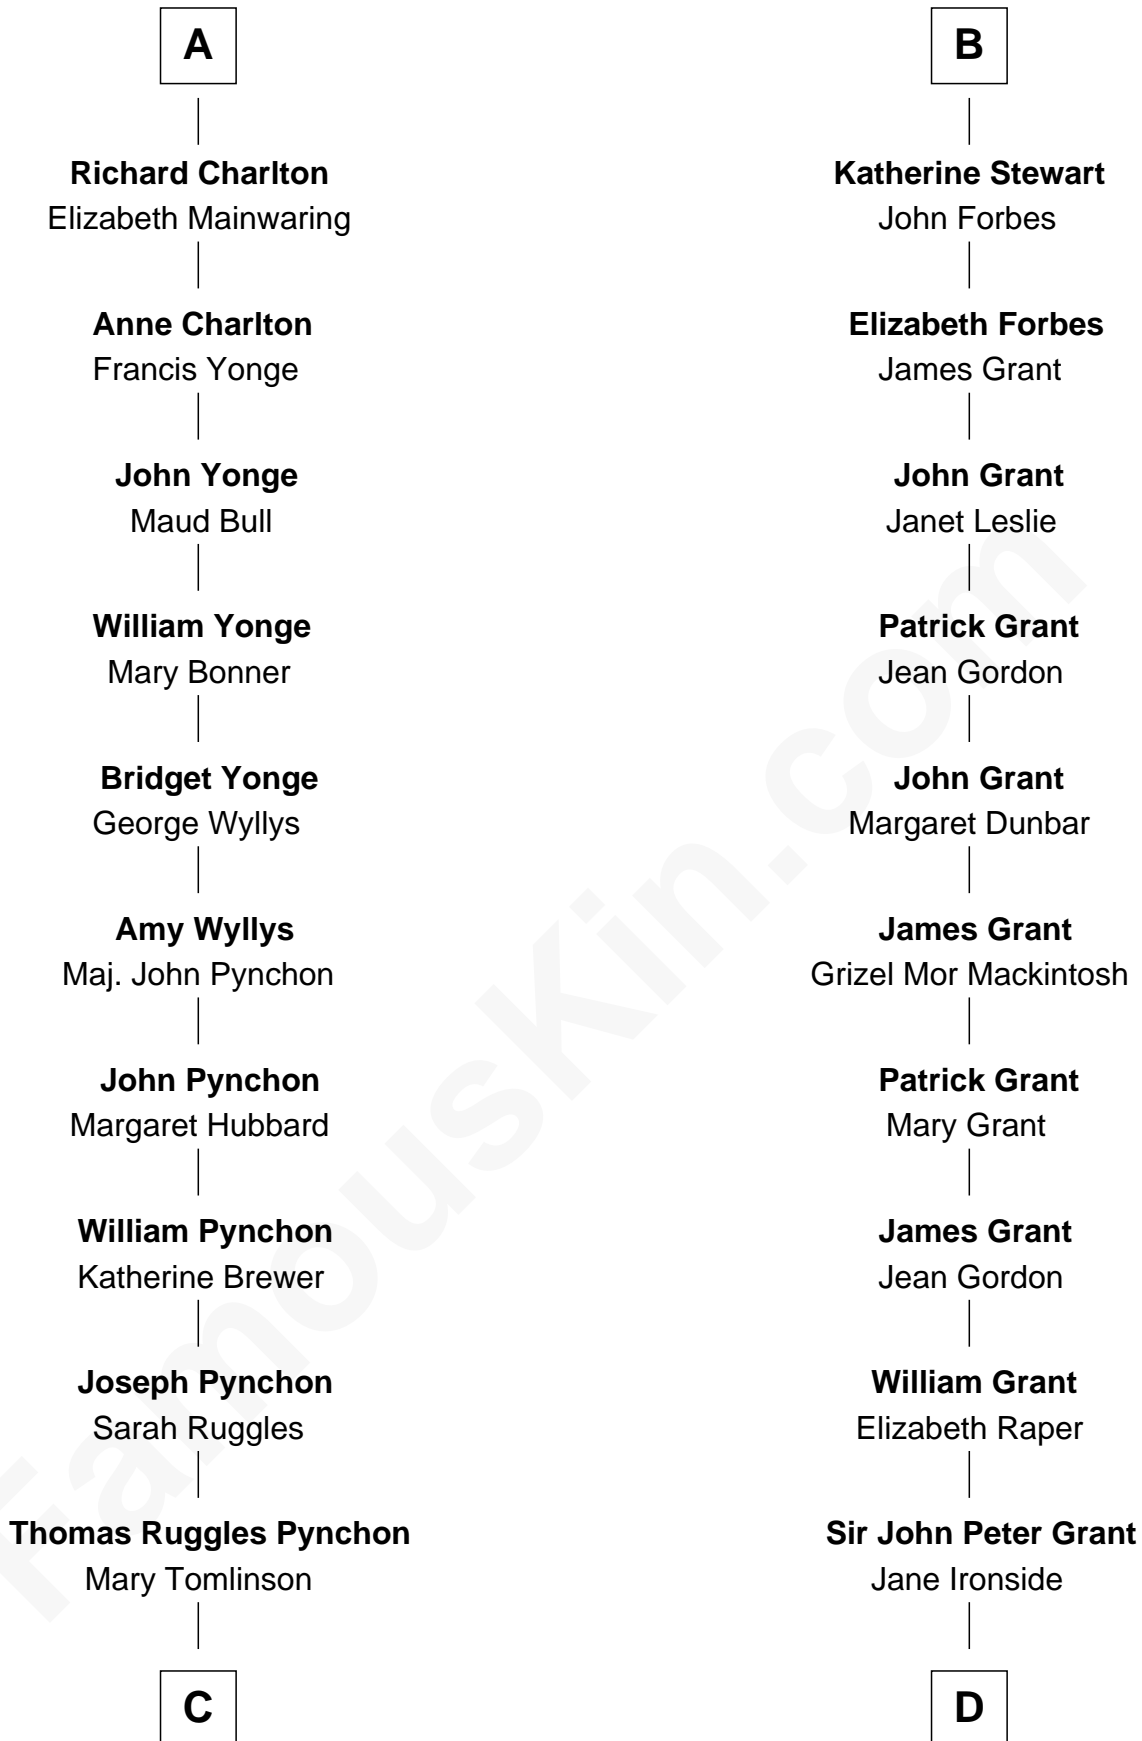 A
Richard Charlton
Elizabeth Mainwaring
Anne Charlton
Francis Yonge
John Yonge
Maud Bull
William Yonge
Mary Bonner
Bridget Yonge
George Wyllys
Amy Wyllys
Maj. John Pynchon
John Pynchon
Margaret Hubbard
William Pynchon
Katherine Brewer
Joseph Pynchon
Sarah Ruggles
Thomas Ruggles Pynchon
Mary Tomlinson
C
B
Katherine Stewart
John Forbes
Elizabeth Forbes
James Grant
John Grant
Janet Leslie
Patrick Grant
Jean Gordon
John Grant
Margaret Dunbar
James Grant
Grizel Mor Mackintosh
Patrick Grant
Mary Grant
James Grant
Jean Gordon
William Grant
Elizabeth Raper
Sir John Peter Grant
Jane Ironside
D
FamousKin.com